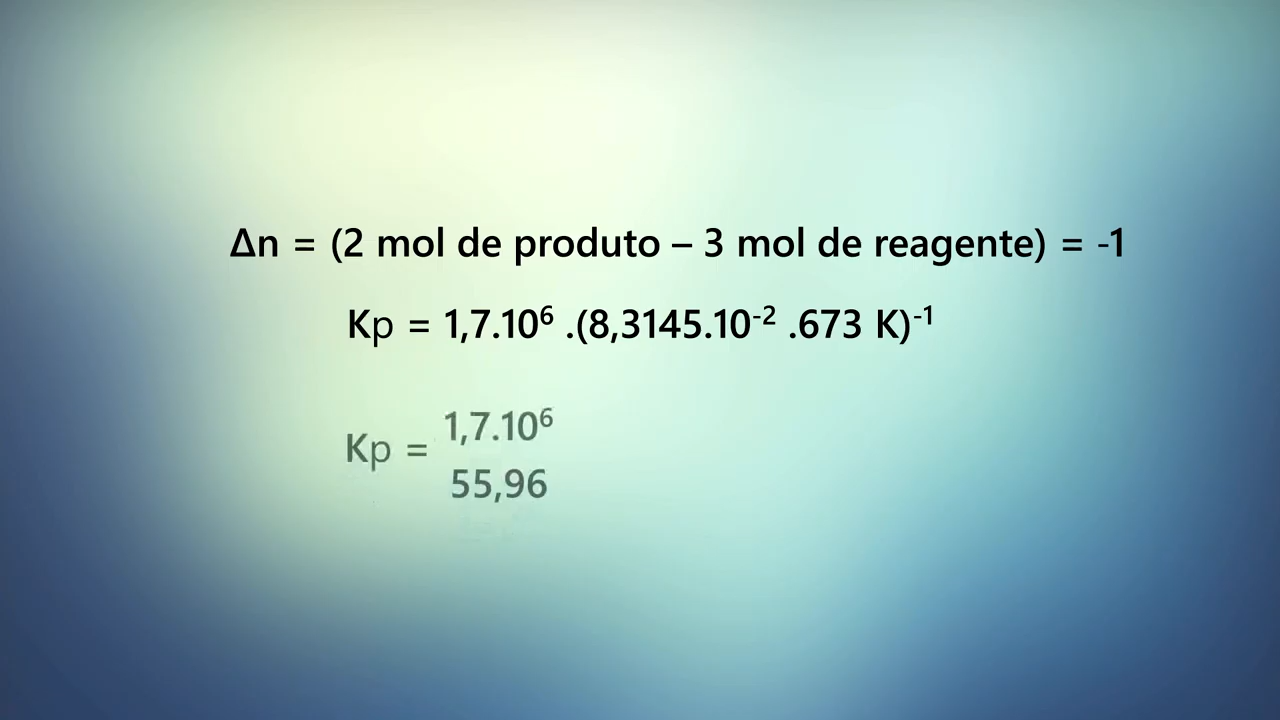 Δn = (2 mol de produto – 3 mol de reagente) = -1
Kp = 1,7.10⁶ .(8,3145.10⁻² .673 K)⁻¹
Kp = 1,7.10⁶
55,96